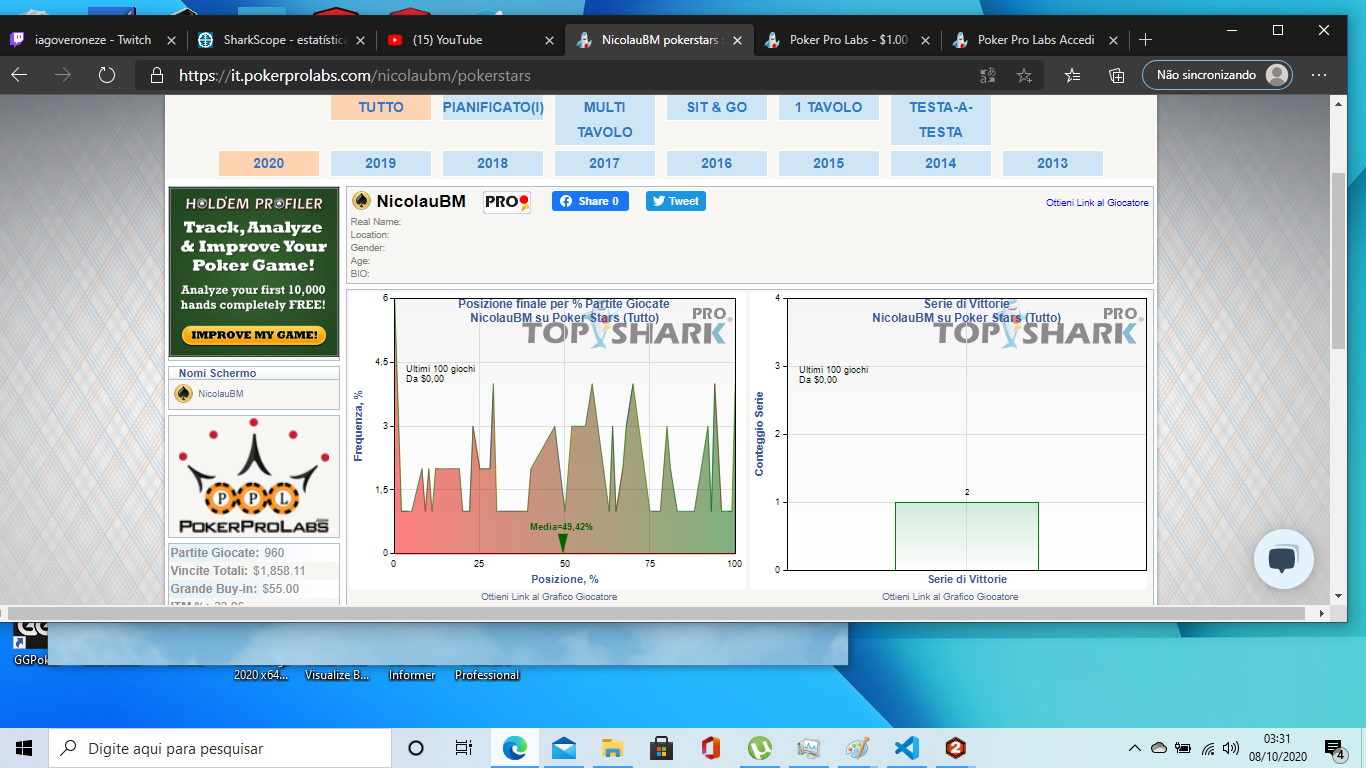 iagoveroneze - Twitch
SharkScope - estatística
(15) YouTube
NicolauBM pokerstars
Poker Pro Labs - $1.00
Poker Pro Labs Accedi
https://it.pokerprolabs.com/nicolaubm/pokerstars
Não sincronizando
TUTTO
PIANIFICATO(I)
MULTI
TAVOLO
SIT & GO
1 TAVOLO
TESTA-A-
TESTA
2020
2019
2018
2017
2016
2015
2014
2013
HOLD'EM PROFILER
Track, Analyze
& Improve Your
Poker Game!
Analyze your first 10,000
hands completely FREE!
IMPROVE MY GAME!
Nomi Schermo
NicolauBM
PPL
POKERPROLABS
Partite Giocate: 960
Vincite Totali: $1,858.11
Grande Buy-in: $55.00
NicolauBM
PRO
Share 0
Tweet
Ottieni Link al Giocatore
Real Name:
Location:
Gender:
Age:
BIO:
Posizione finale per % Partite Giocate
NicolauBM su Poker Stars (Tutto)
PRO
TOP SHARK
Ultimi 100 giochi
Da $0,00
Frequenza, %
6
4,5
3
1,5
0
Media=49,42%
0
25
50
75
100
Posizione, %
Ottieni Link al Grafico Giocatore
Serie di Vittorie
NicolauBM su Poker Stars (Tutto)
PRO
TOP SHARK
Ultimi 100 giochi
Da $0,00
Conteggio Serie
4
3
2
1
0
2
Serie di Vittorie
Ottieni Link al Grafico Giocatore
GGPok
2020 x64...
Visualize B...
Informer
Professional
Digite aqui para pesquisar
03:31
08/10/2020
4